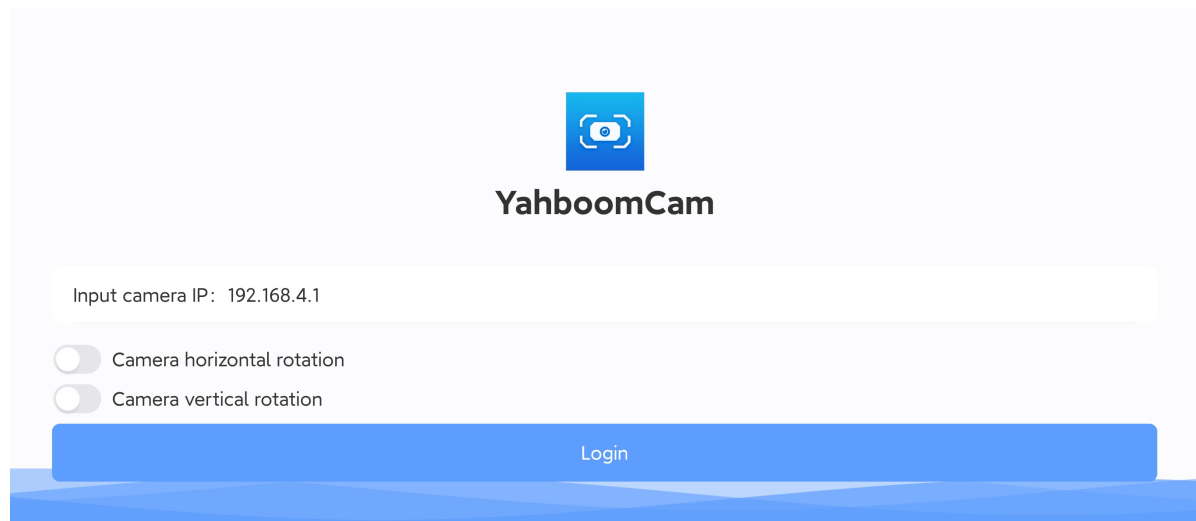 YahboomCam
Input camera IP：192.168.4.1
Camera horizontal rotation
Camera vertical rotation
Login